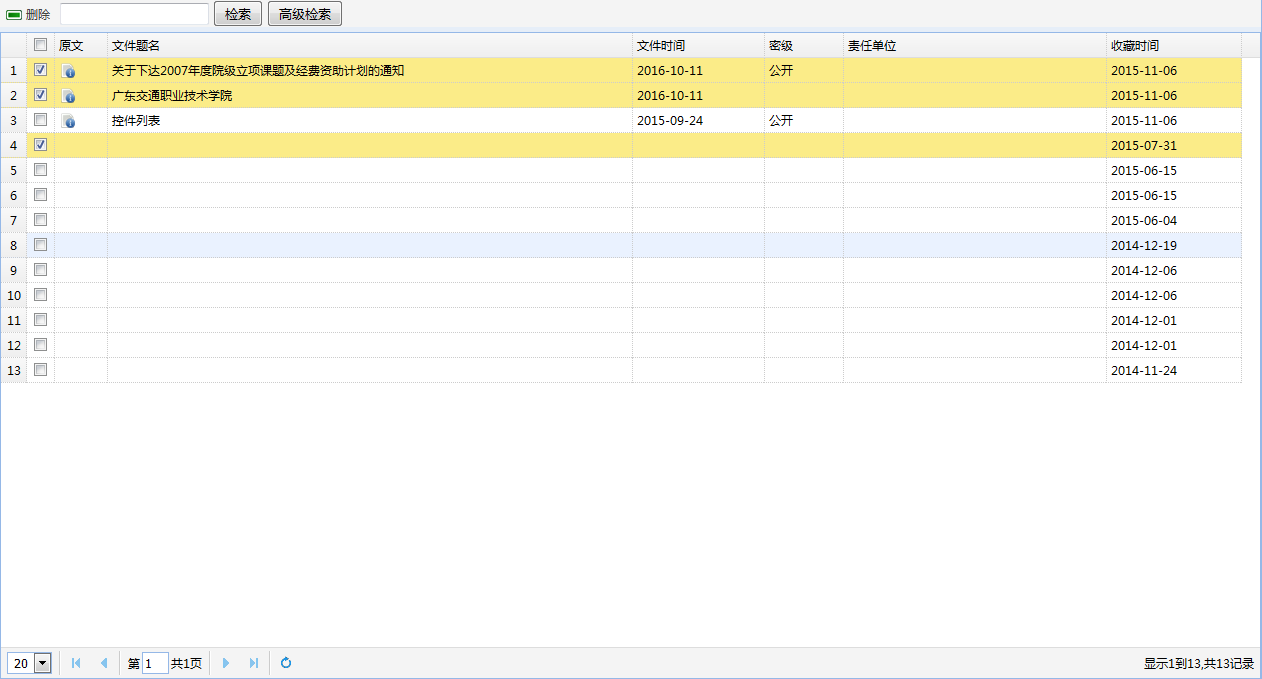 删除 检索 高级检索
原文 文件题名 文件时间 密级 责任单位 收藏时间
1 关于下达2007年度院级立项课题及经费资助计划的通知 2016-10-11 公开 2015-11-06
2 广东交通职业技术学院 2016-10-11 2015-11-06
3 控件列表 2015-09-24 公开 2015-11-06
4 2015-07-31
5 2015-06-15
6 2015-06-15
7 2015-06-04
8 2014-12-19
9 2014-12-06
10 2014-12-06
11 2014-12-01
12 2014-12-01
13 2014-11-24
20 第 1 共1页 显示1到13,共13记录